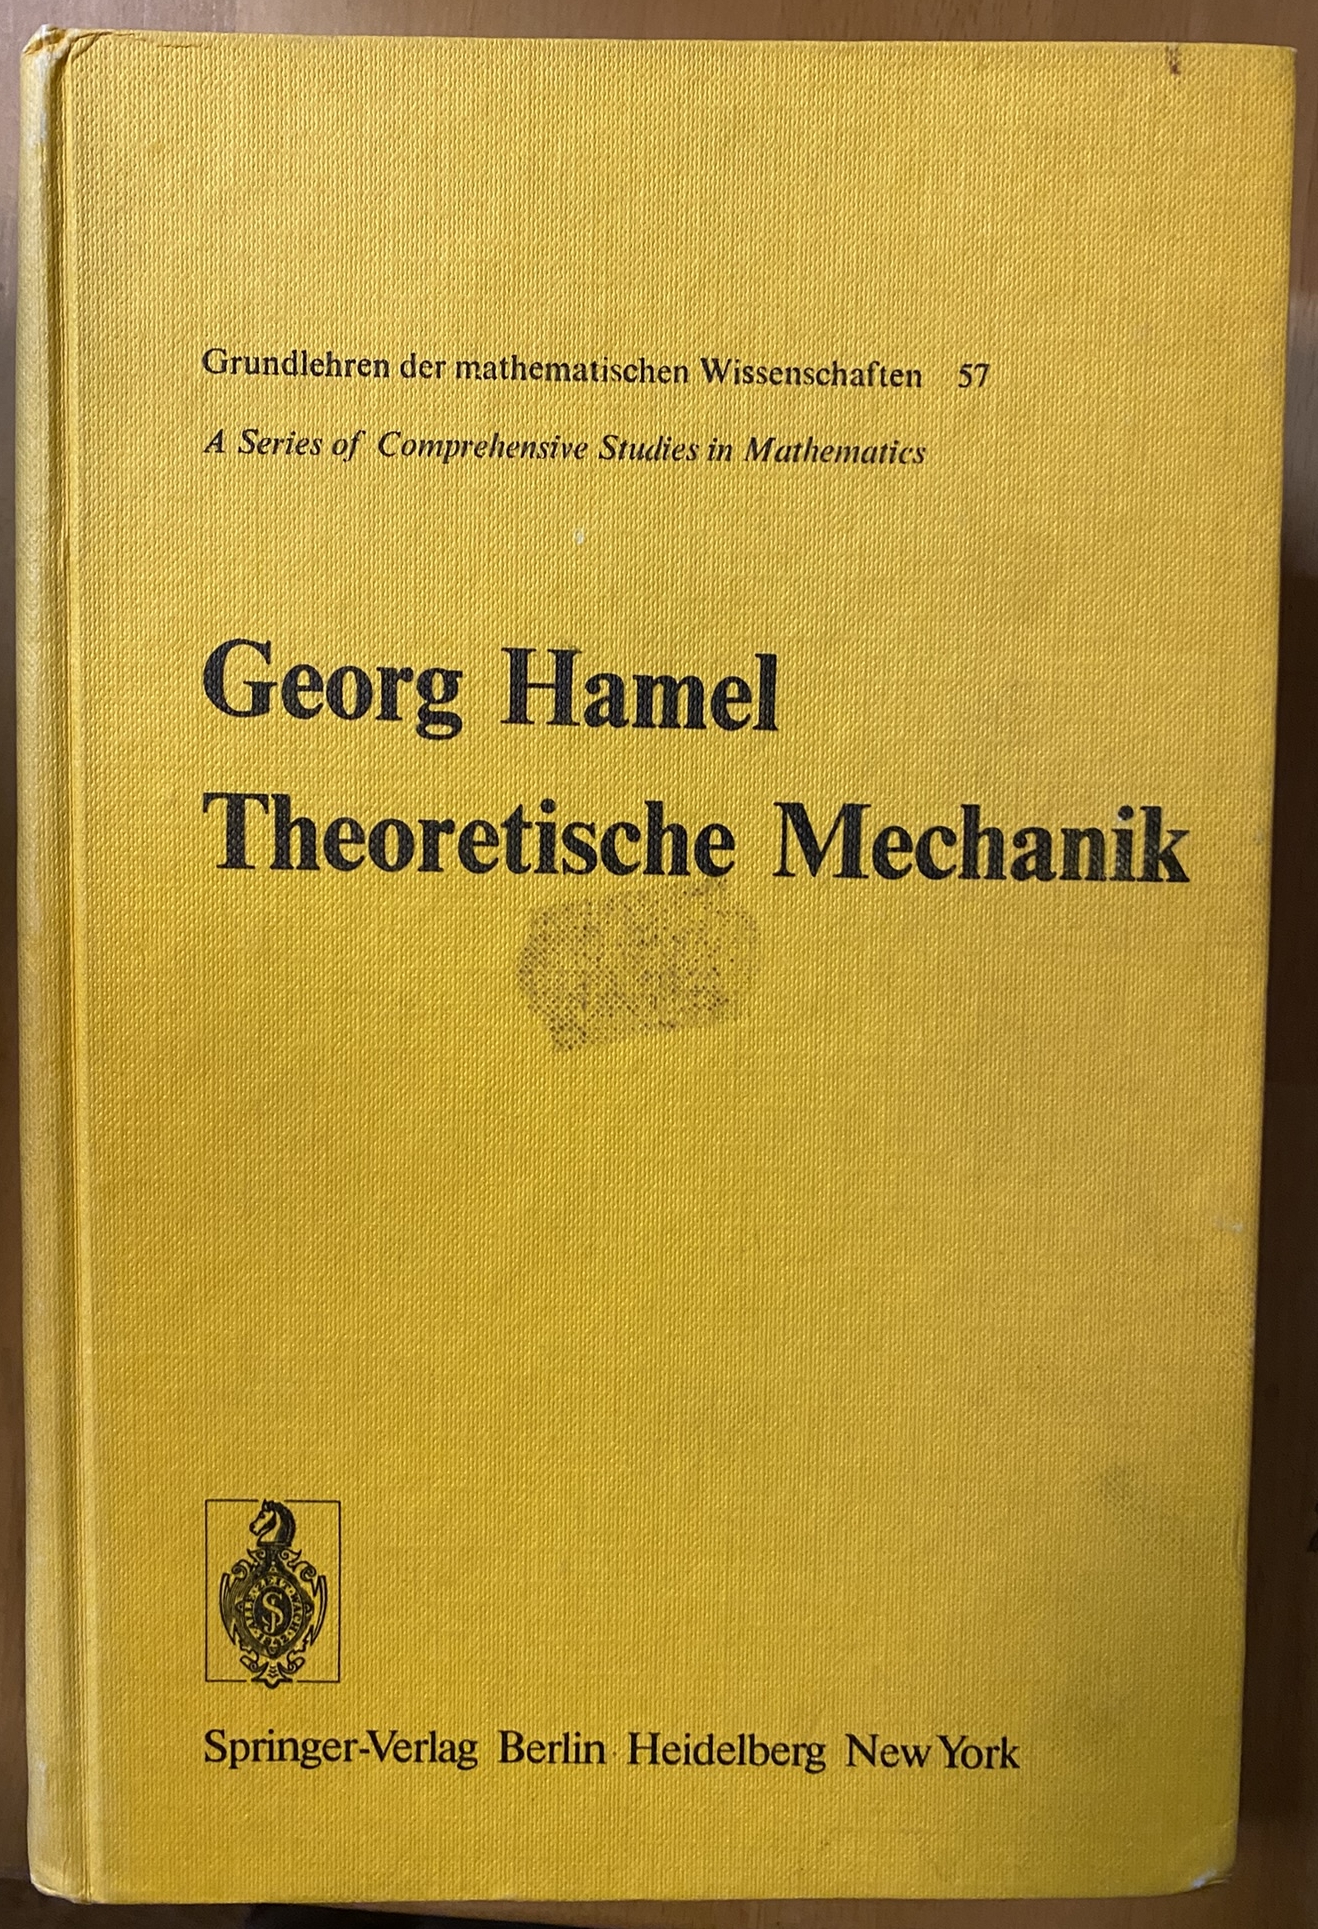 Grundlehren der mathematischen Wissenschaften 57
A Series of Comprehensive Studies in Mathematics
Georg Hamel
Theoretische Mechanik
Springer-Verlag Berlin Heidelberg New York